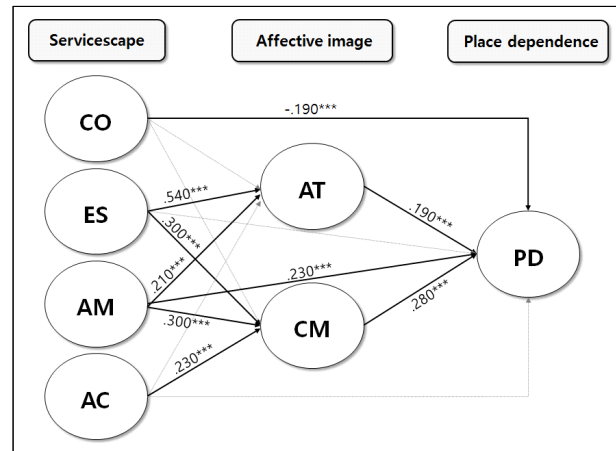 Servicescape
Affective image
Place dependence
CO
-.190***
ES
.540***
AT
.300***
.190***
.210***
AM
.230***
PD
.300***
CM
.280***
.230***
AC